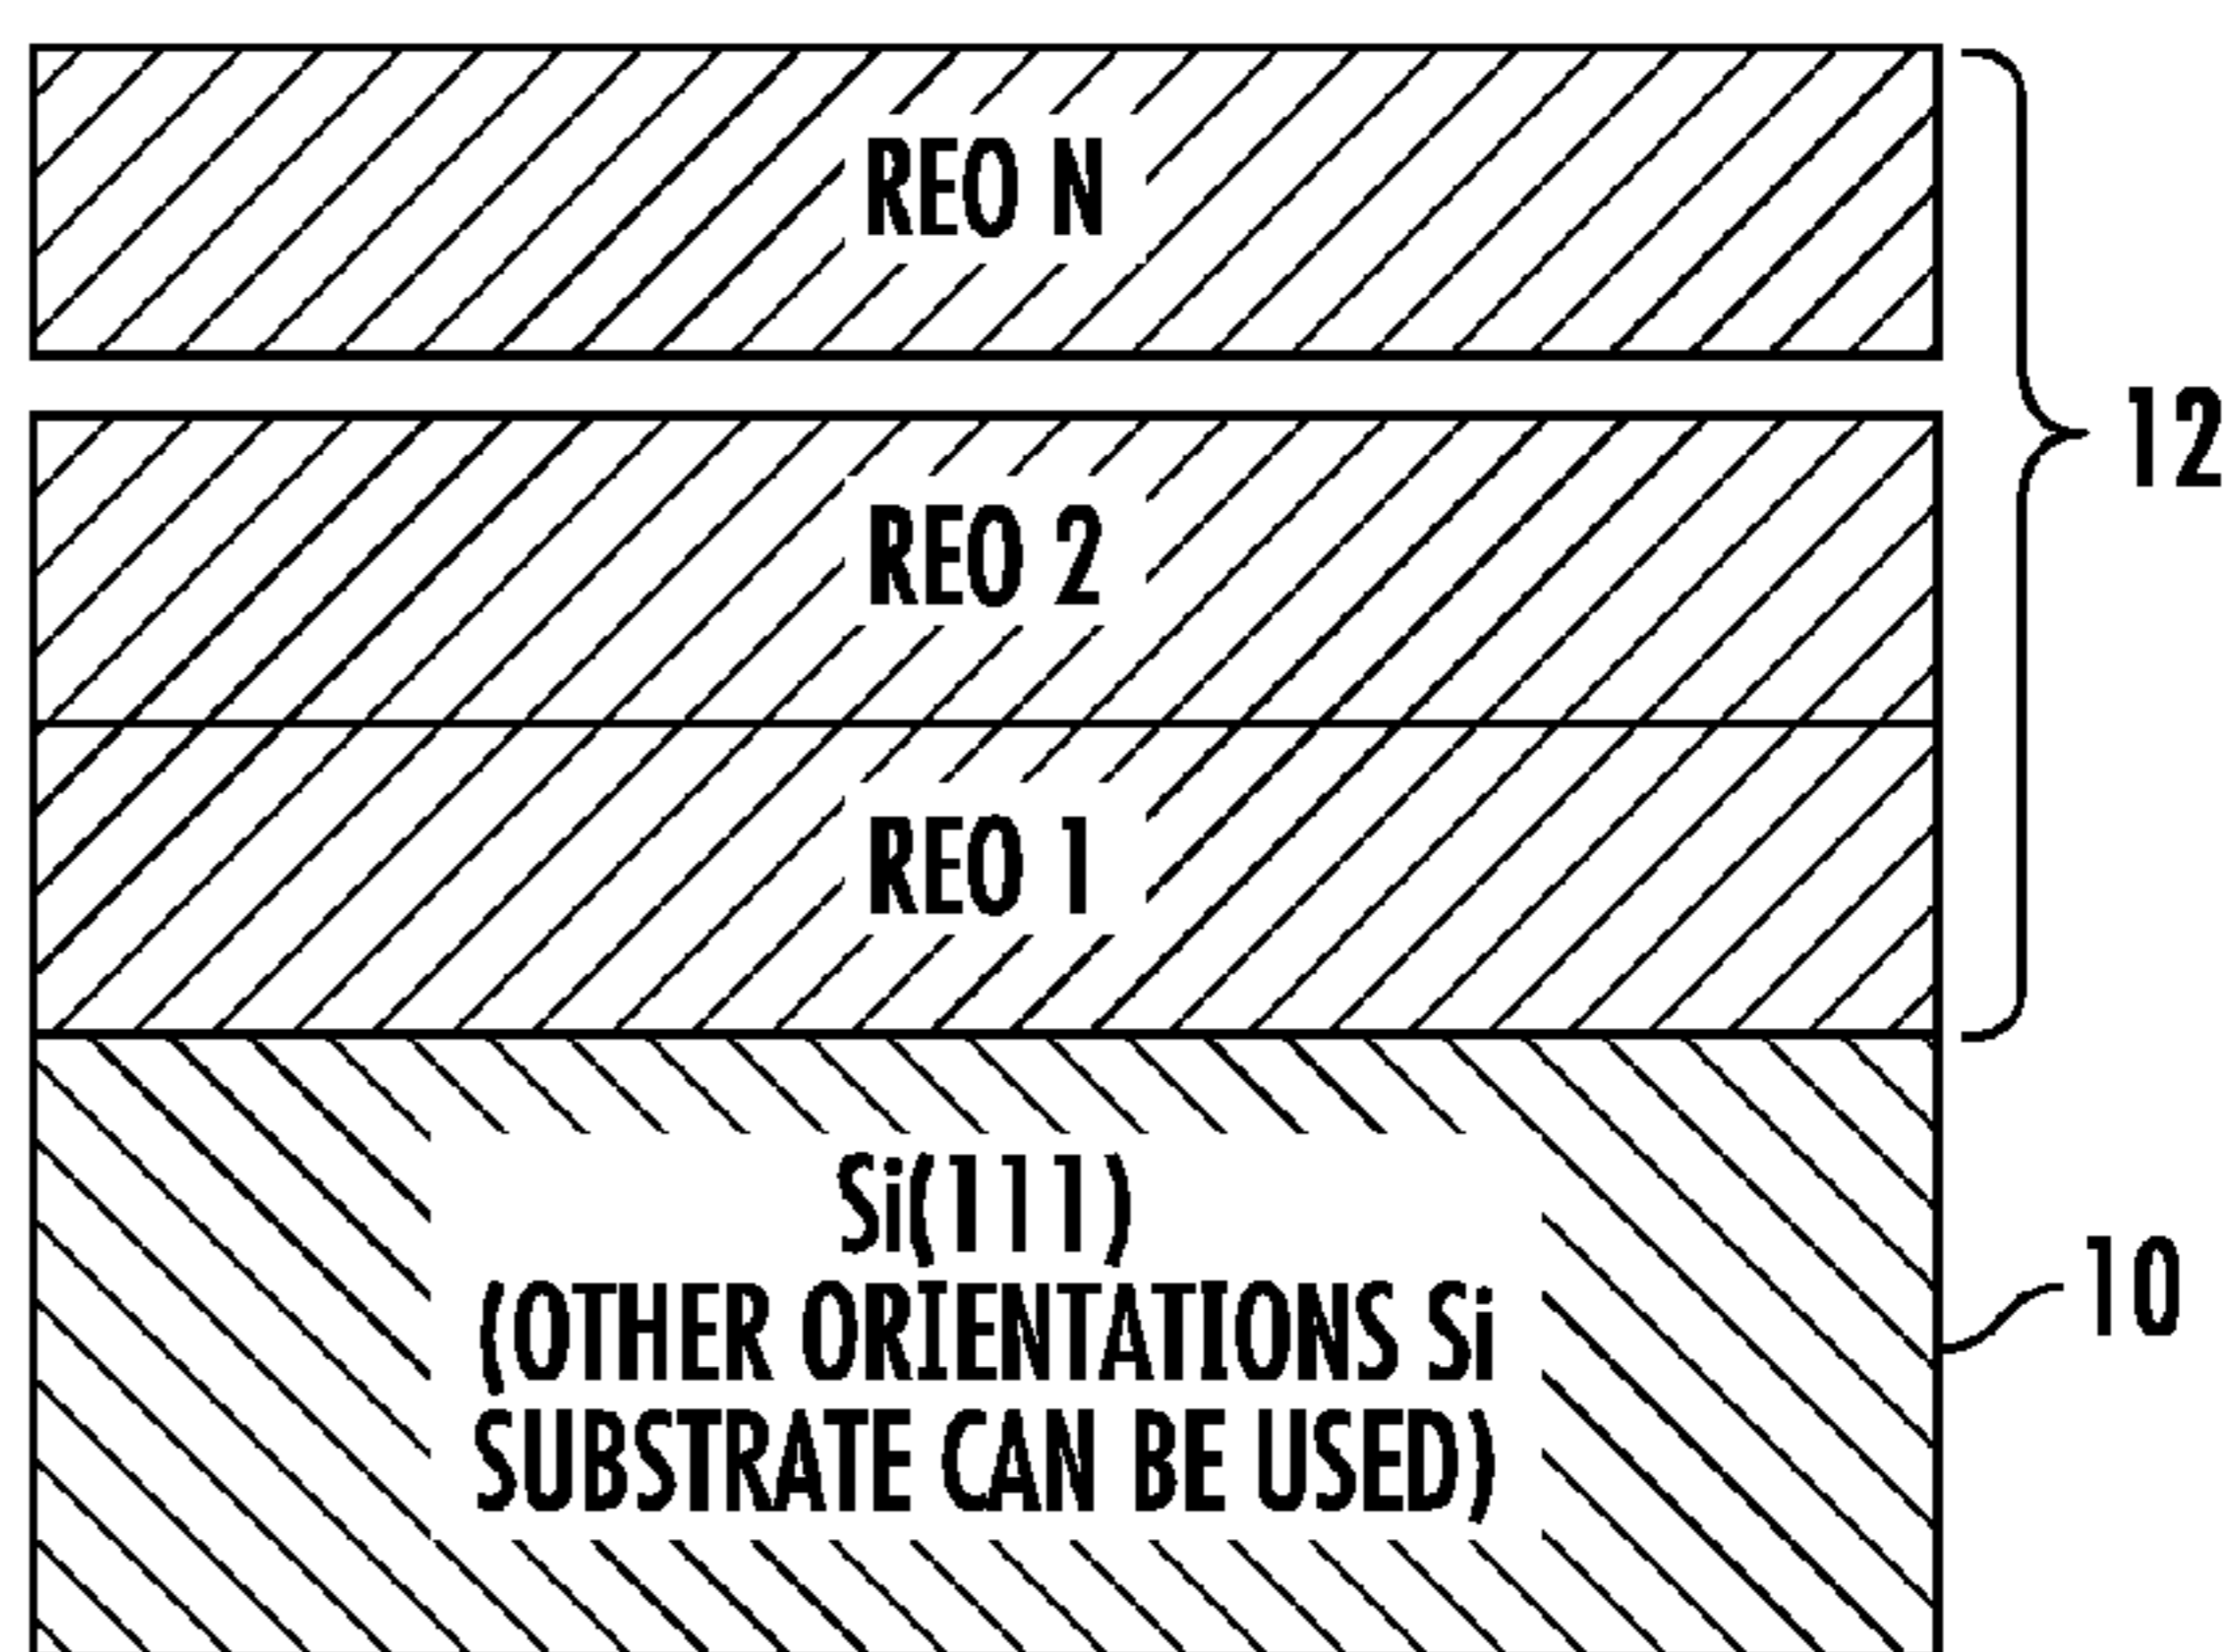 REO N
12
REO 2
REO 1
Si(111)
(OTHER ORIENTATIONS Si
SUBSTRATE CAN BE USED)
10